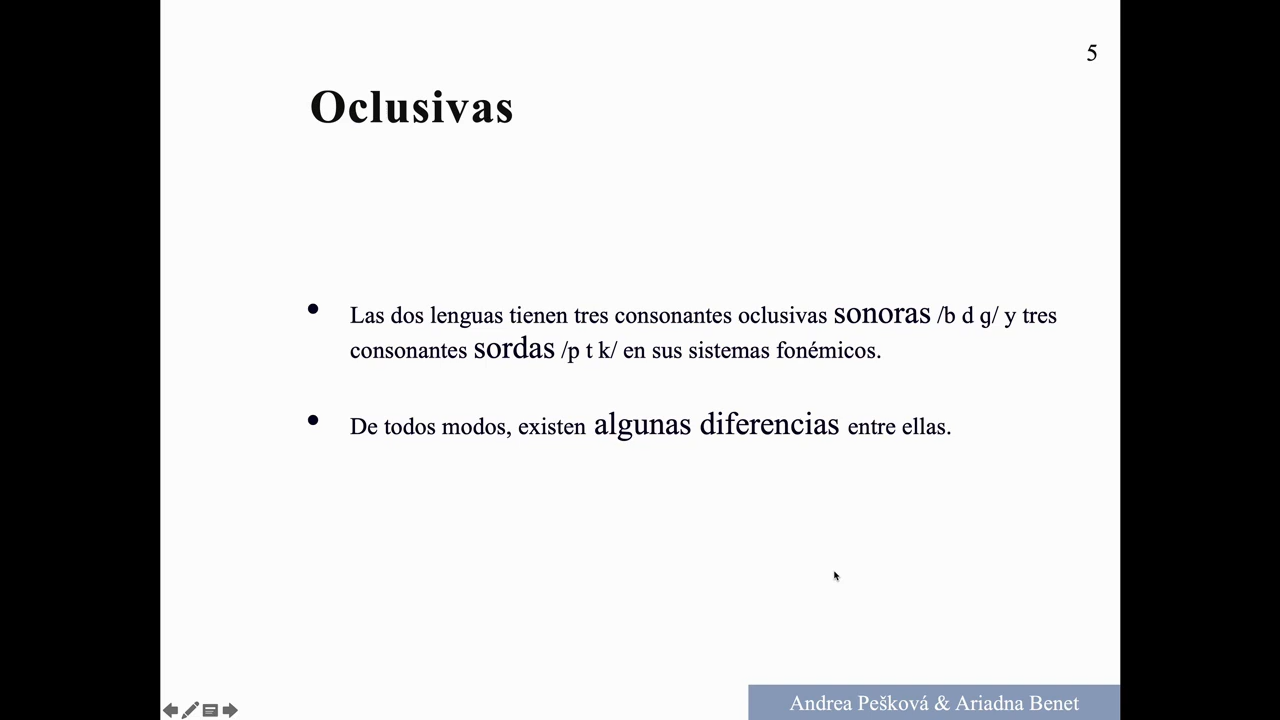 5
Oclusivas
• Las dos lenguas tienen tres consonantes oclusivas sonoras /b d ɡ/ y tres
consonantes sordas /p t k/ en sus sistemas fonémicos.
• De todos modos, existen algunas diferencias entre ellas.
Andrea Pešková & Ariadna Benet